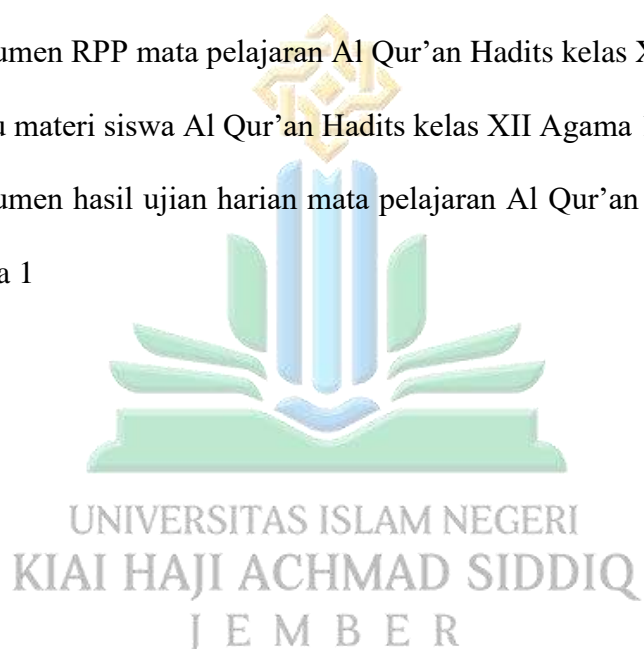 umen RPP mata pelajaran Al Qur’an Hadits kelas X
u materi siswa Al Qur’an Hadits kelas XII Agama
umen hasil ujian harian mata pelajaran Al Qur’an
a 1
UNIVERSITAS ISLAM NEGERI
KIAI HAJI ACHMAD SIDDIQ
JEMBER